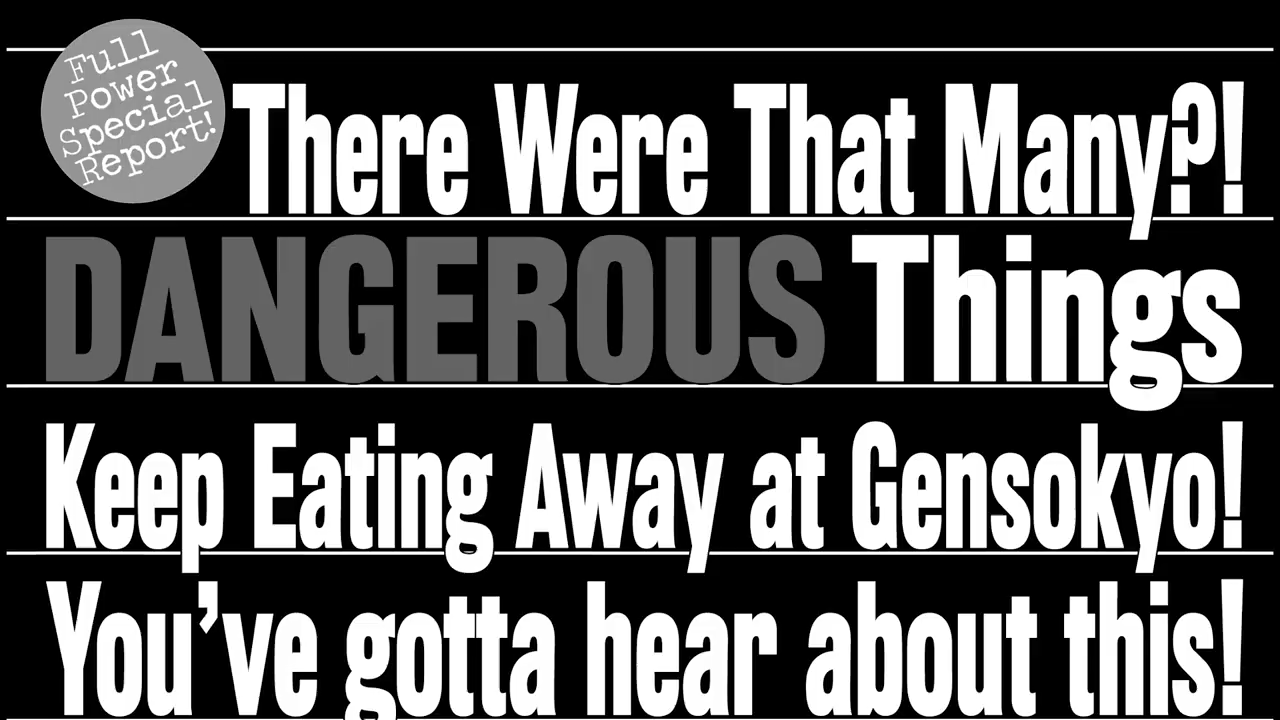 Full
Power
Special
Report!
There Were That Many?!
DANGEROUS Things
Keep Eating Away at Gensokyo!
You've gotta hear about this!